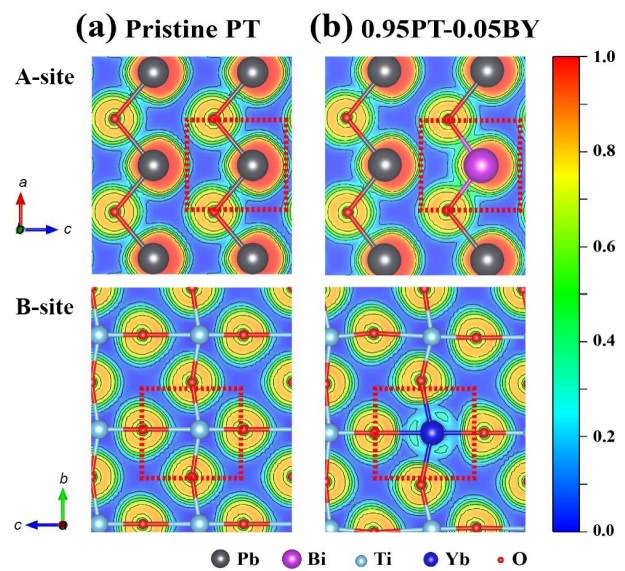 (a) Pristine PT
(b) 0.95PT-0.05BY
A-site
a
c
B-site
b
c
a
1.0
0.8
0.6
0.4
0.2
0.0
Pb Bi Ti Yb O